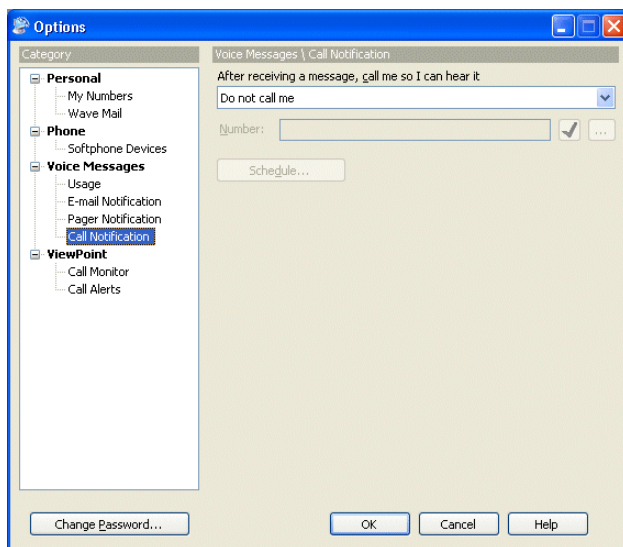 Options
Category
Personal
My Numbers
Wave Mail
Phone
Softphone Devices
Voice Messages
Usage
E-mail Notification
Pager Notification
Call Notification
ViewPoint
Call Monitor
Call Alerts
Voice Messages \ Call Notification
After receiving a message, call me so I can hear it
Do not call me
Number:
...
Schedule...
Change Password...
OK
Cancel
Help